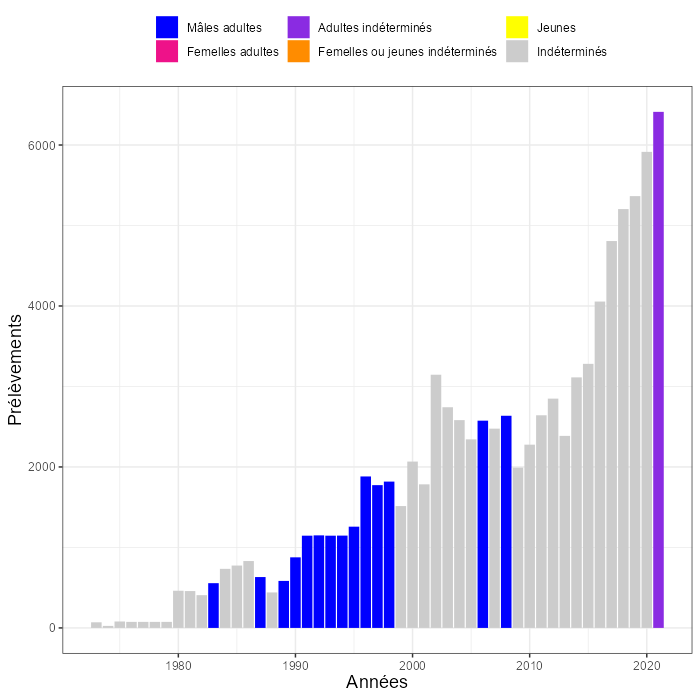 Mâles adultes Adultes indéterminés Jeunes
Femelles adultes Femelles ou jeunes indéterminés Indéterminés
6000
4000
2000
0
Prélèvements
1980 1990 2000 2010 2020
Années